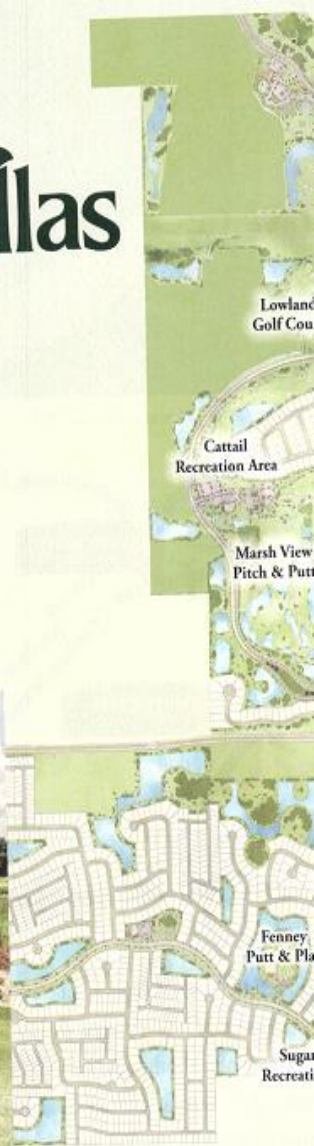 llas
Lowland
Golf Cou
Cattail
Recreation Area
Marsh View
Pitch & Putt
Fenney
Putt & Pla
Sugar
Recreati